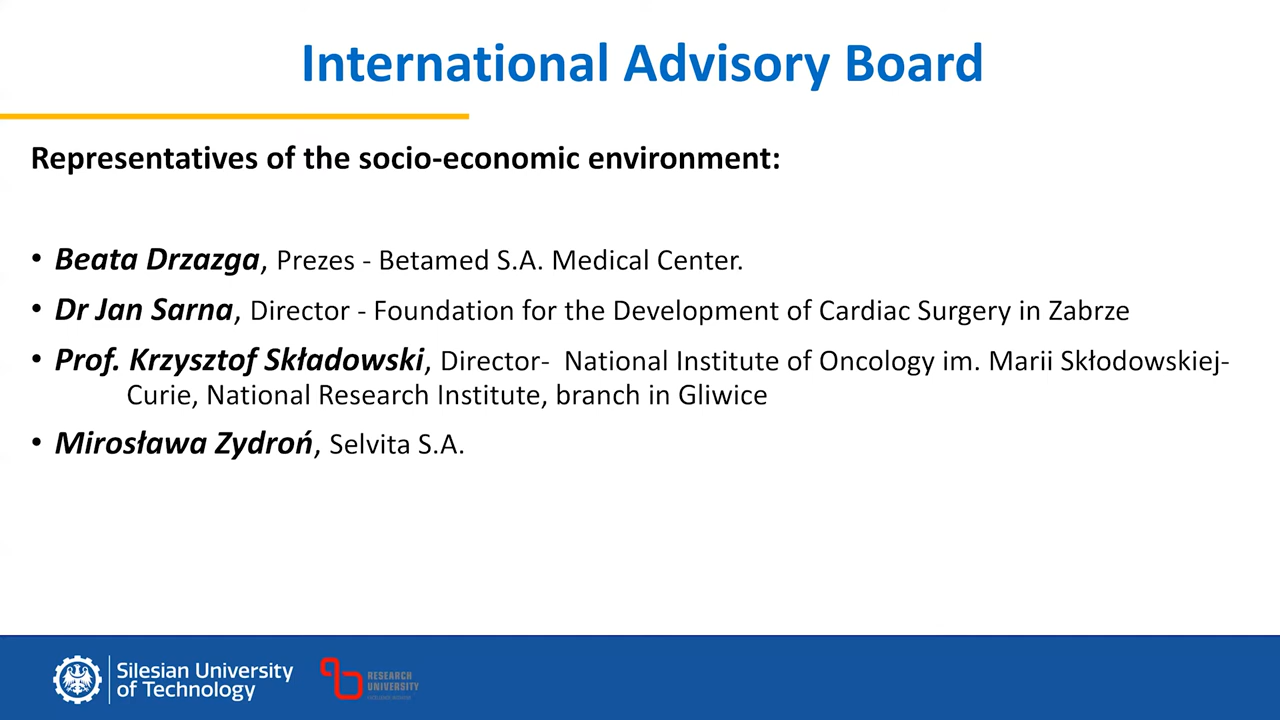 International Advisory Board
Representatives of the socio-economic environment:
• Beata Drzazga, Prezes - Betamed S.A. Medical Center.
• Dr Jan Sarna, Director - Foundation for the Development of Cardiac Surgery in Zabrze
• Prof. Krzysztof Składowski, Director-  National Institute of Oncology im. Marii Skłodowskiej-
Curie, National Research Institute, branch in Gliwice
• Mirosława Zydroń, Selvita S.A.
Silesian University
of Technology
RESEARCH
UNIVERSITY